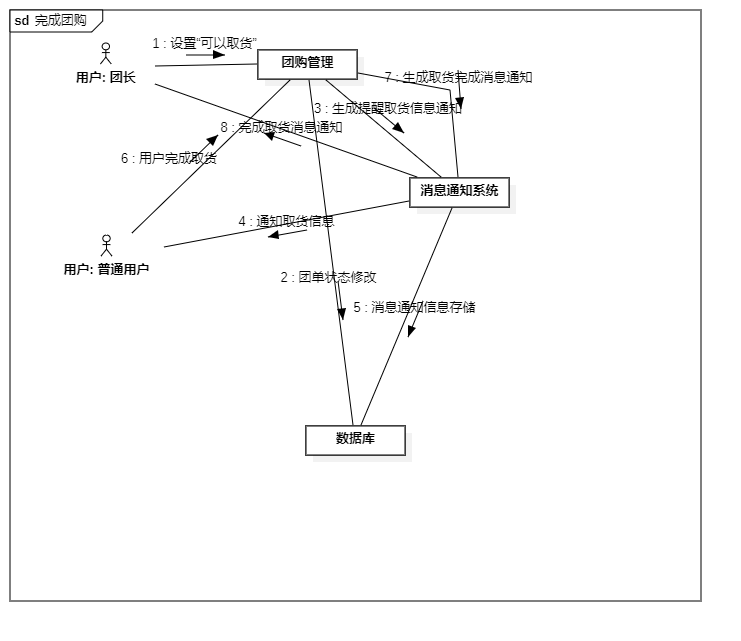 sd 完成团购
1 : 设置“可以取货”
用户: 团长
团购管理
7 : 生成取货完成消息通知
3 : 生成提醒取货信息通知
8 : 完成取货消息通知
6 : 用户完成取货
消息通知系统
4 : 通知取货信息
用户: 普通用户
2 : 团单状态修改
5 : 消息通知信息存储
数据库